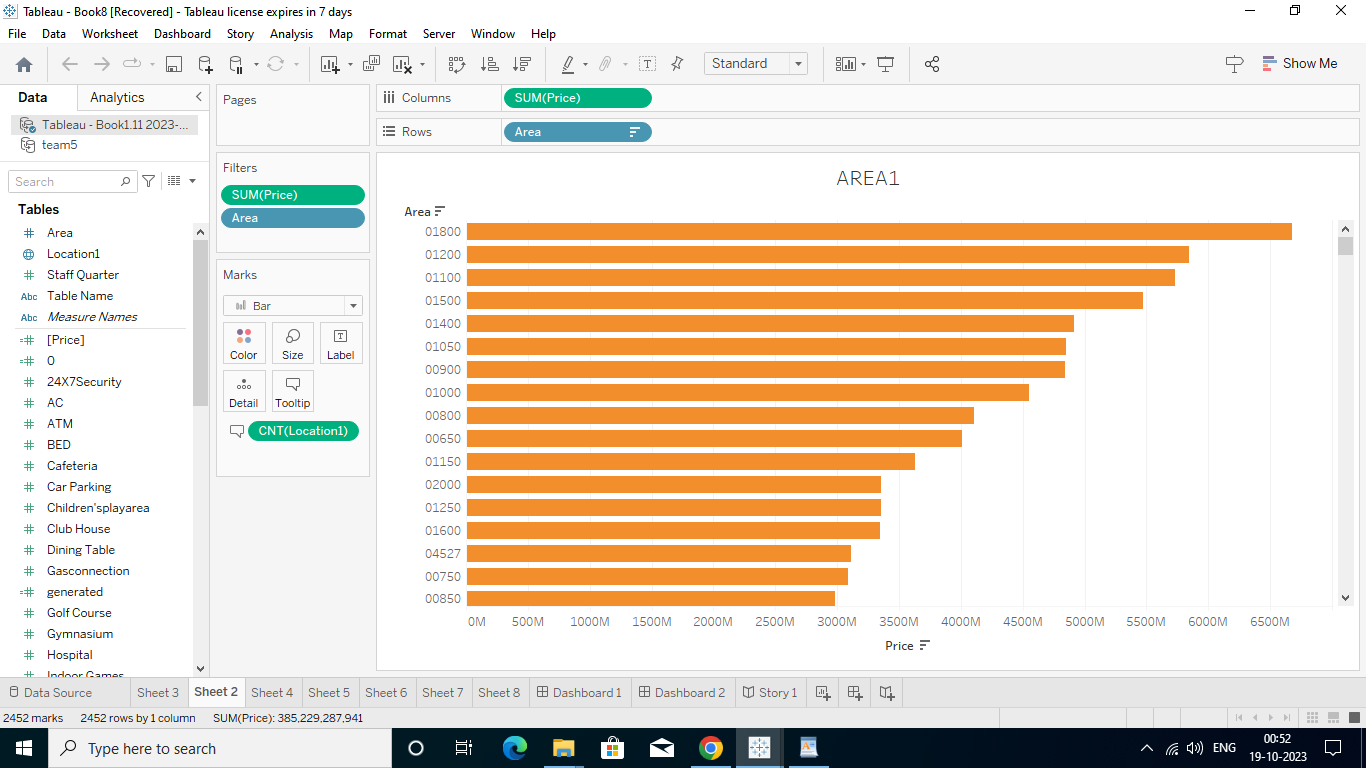 Tableau - Book8 [Recovered] - Tableau license expires in 7 days
File Data Worksheet Dashboard Story Analysis Map Format Server Window Help
Standard
Show Me
Data Analytics
Tableau - Book1.11 2023-...
team5
Search
Tables
Area
Location1
Staff Quarter
Abc Table Name
Abc Measure Names
[Price]
0
24X7Security
AC
ATM
BED
Cafeteria
Car Parking
Children'splayarea
Club House
Dining Table
Gasconnection
generated
Golf Course
Gymnasium
Hospital
Indoor Games
Pages
Filters
SUM(Price)
Area
Marks
Bar
Color Size Label
Detail Tooltip
CNT(Location1)
Columns SUM(Price)
Rows Area
AREA1
Area
01800
01200
01100
01500
01400
01050
00900
01000
00800
00650
01150
02000
01250
01600
04527
00750
00850
0M 500M 1000M 1500M 2000M 2500M 3000M 3500M 4000M 4500M 5000M 5500M 6000M 6500M
Price
Data Source Sheet 3 Sheet 2 Sheet 4 Sheet 5 Sheet 6 Sheet 7 Sheet 8 Dashboard 1 Dashboard 2 Story 1
2452 marks 2452 rows by 1 column SUM(Price): 385,229,287,941
Type here to search
ENG
00:52
19-10-2023